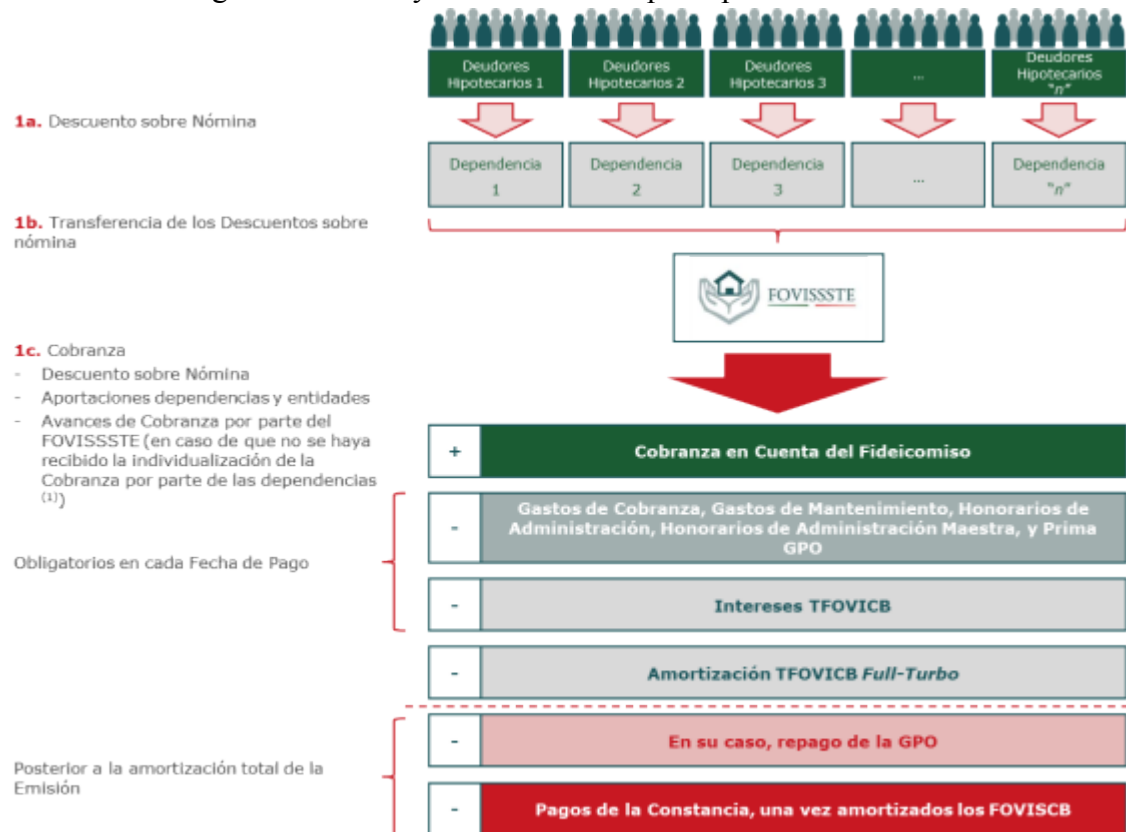 Deudores
Hipotecarios 1
Deudores
Hipotecarios 2
Deudores
Hipotecarios 3
...
Deudores
Hipotecarios
"n"
1a. Descuento sobre Nómina
Dependencia
1
Dependencia
2
Dependencia
3
...
Dependencia
"n"
1b. Transferencia de los Descuentos sobre
nómina
FOVISSSTE
1c. Cobranza
- Descuento sobre Nómina
- Aportaciones dependencias y entidades
- Avances de Cobranza por parte del
FOVISSSTE (en caso de que no se haya
recibido la individualización de la
Cobranza por parte de las dependencias
(1))
+ Cobranza en Cuenta del Fideicomiso
- Gastos de Cobranza, Gastos de Mantenimiento, Honorarios de
Administración, Honorarios de Administración Maestra, y Prima
GPO
Obligatorios en cada Fecha de Pago
- Intereses TFOVICB
- Amortización TFOVICB Full-Turbo
- En su caso, repago de la GPO
Posterior a la amortización total de la
Emisión
- Pagos de la Constancia, una vez amortizados los FOVISCB